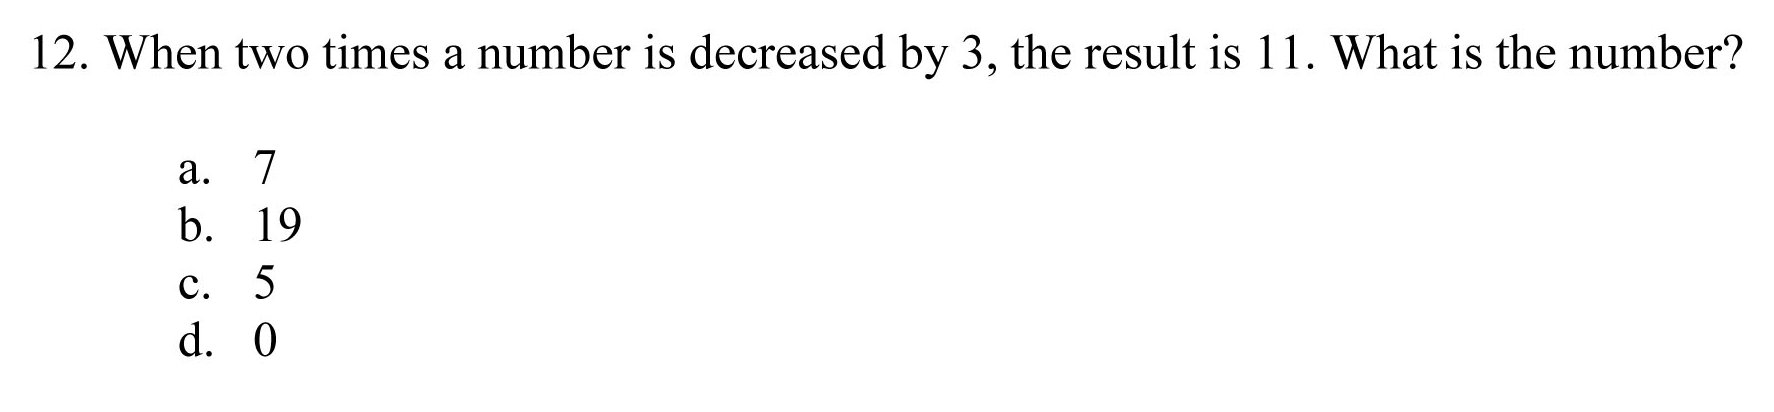 12. When two times a number is decreased by 3, the result is 11. What is the number?
a. 7
b. 19
c. 5
d. 0